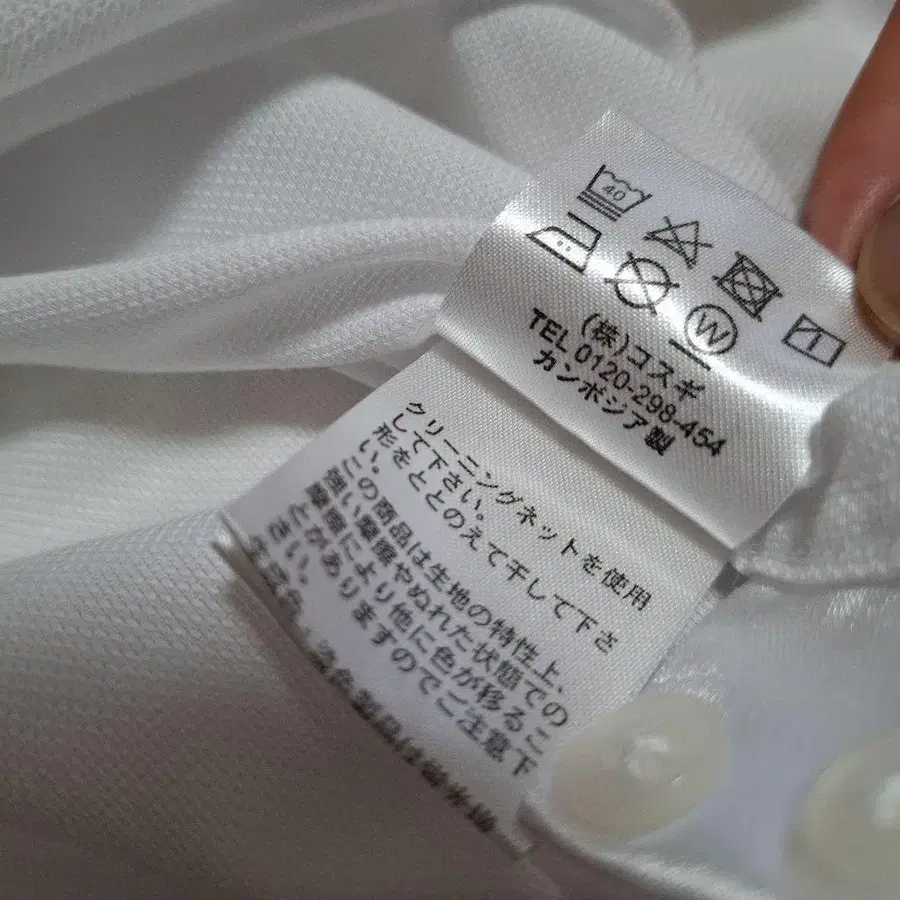 40
W
1
(株)コスギ
TEL 0120-298-454
カンボジア製
クリーニングネットを使用
して下さい。
形をととのえて干して下さ
い。
この商品は生地の特性上、
強い摩擦やぬれた状態での
摩擦により他に色が移るこ
とがありますのでご注意下
さい。